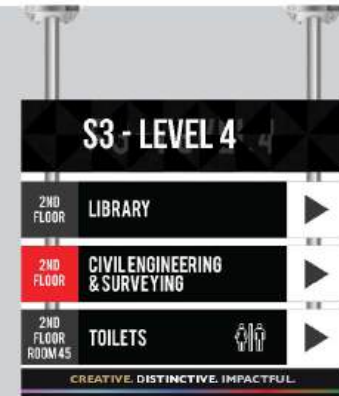 S3 - LEVEL 4
2ND
FLOOR
LIBRARY
2ND
FLOOR
CIVIL ENGINEERING
& SURVEYING
2ND
FLOOR
ROOM 45
TOILETS
CREATIVE. DISTINCTIVE. IMPACTFUL.